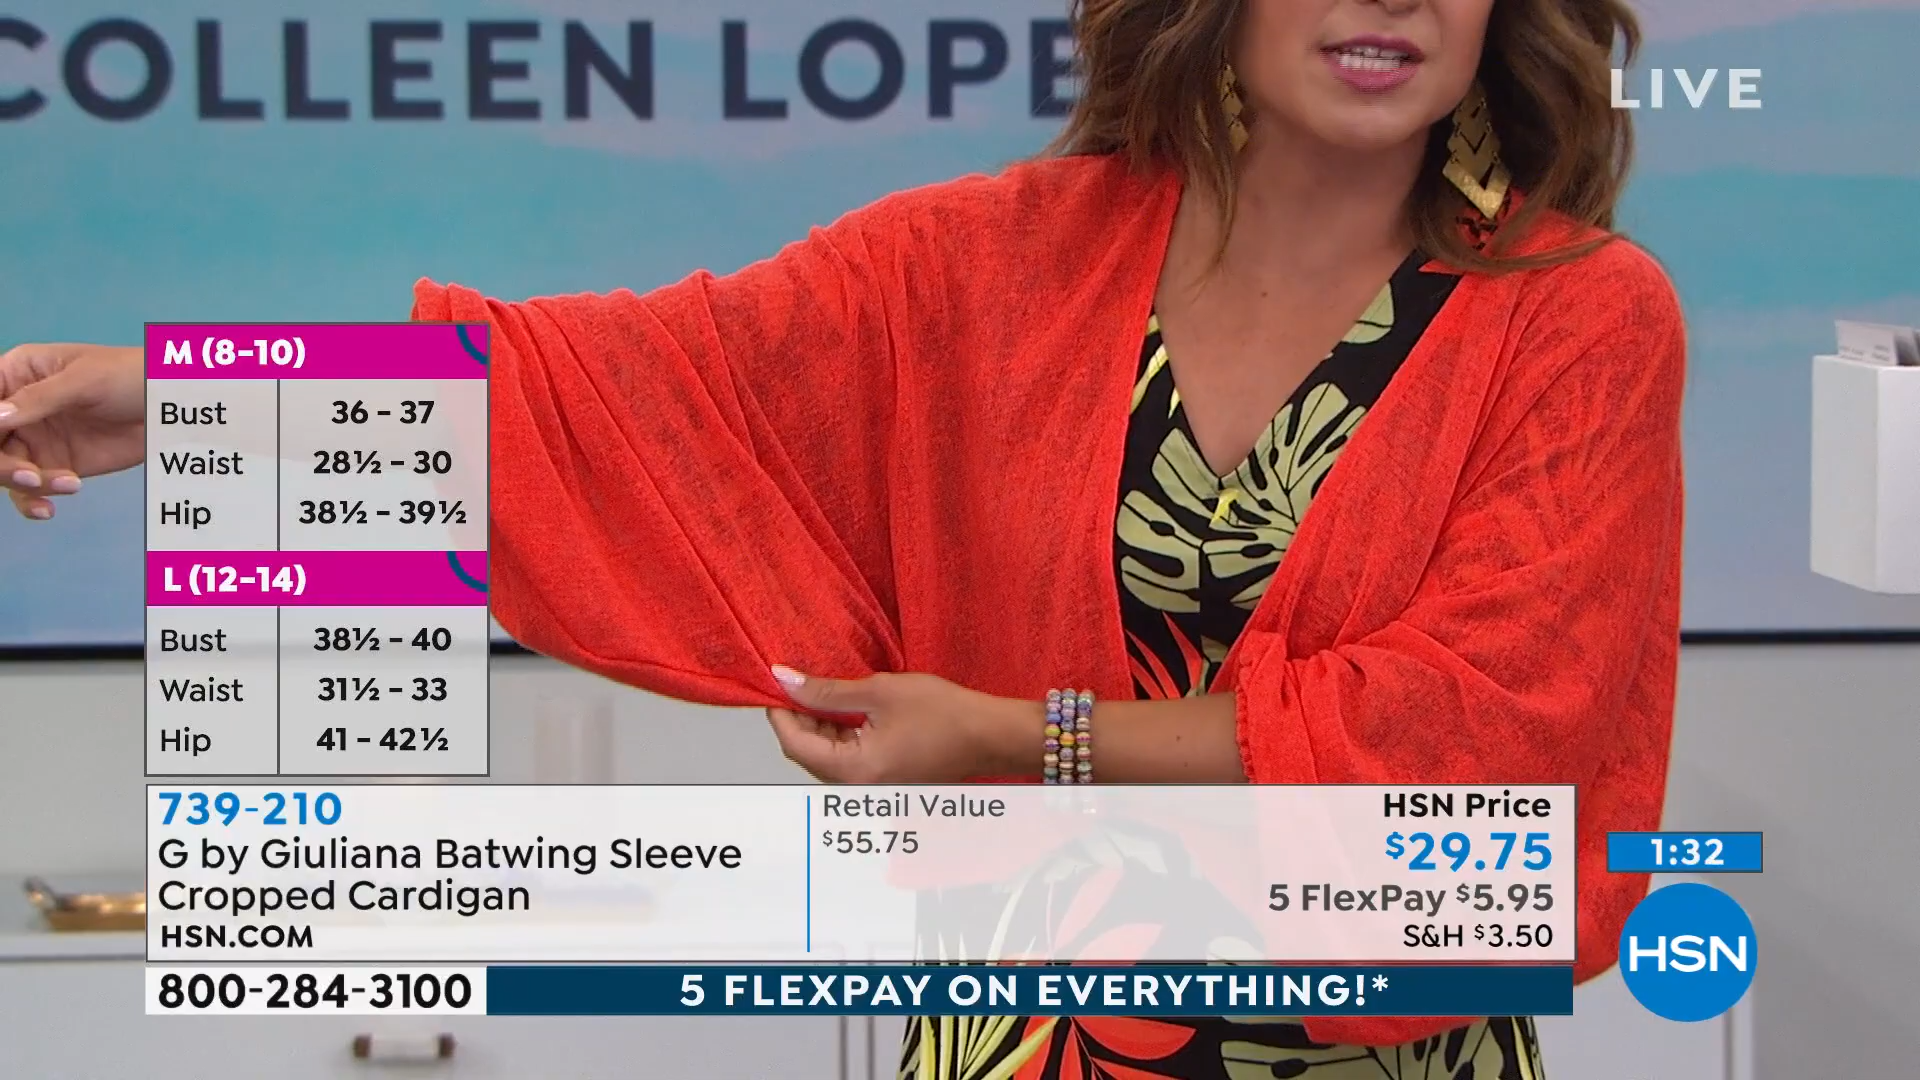 COLLEEN LOPE
LIVE
M (8-10)
Bust 36 - 37
Waist 28½ - 30
Hip 38½ - 39½
L (12-14)
Bust 38½ - 40
Waist 31½ - 33
Hip 41 - 42½
739-210
G by Giuliana Batwing Sleeve
Cropped Cardigan
HSN.COM
Retail Value
$55.75
HSN Price
$29.75
5 FlexPay $5.95
S&H $3.50
1:32
HSN
800-284-3100
5 FLEXPAY ON EVERYTHING!*